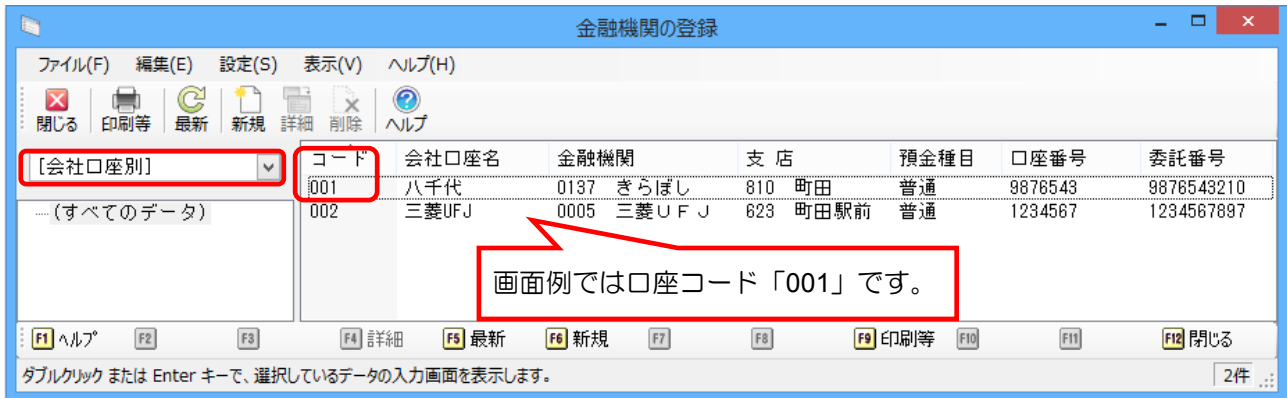 金融機関の登録
ファイル(F) 編集(E) 設定(S) 表示(V) ヘルプ(H)
閉じる 印刷等 最新 新規 詳細 削除 ヘルプ
[会社口座別]
(すべてのデータ)
コード 会社口座名 金融機関 支 店 預金種目 口座番号 委託番号
001 八千代 0137 きらぼし 810 町田 普通 9876543 9876543210
002 三菱UFJ 0005 三菱ＵＦＪ 623 町田駅前 普通 1234567 1234567897
画面例では口座コード「001」です。
F1 ヘルプ F2 F3 F4 詳細 F5 最新 F6 新規 F7 F8 F9 印刷等 F10 F11 F12 閉じる
ダブルクリック または Enter キーで、選択しているデータの入力画面を表示します。 2件